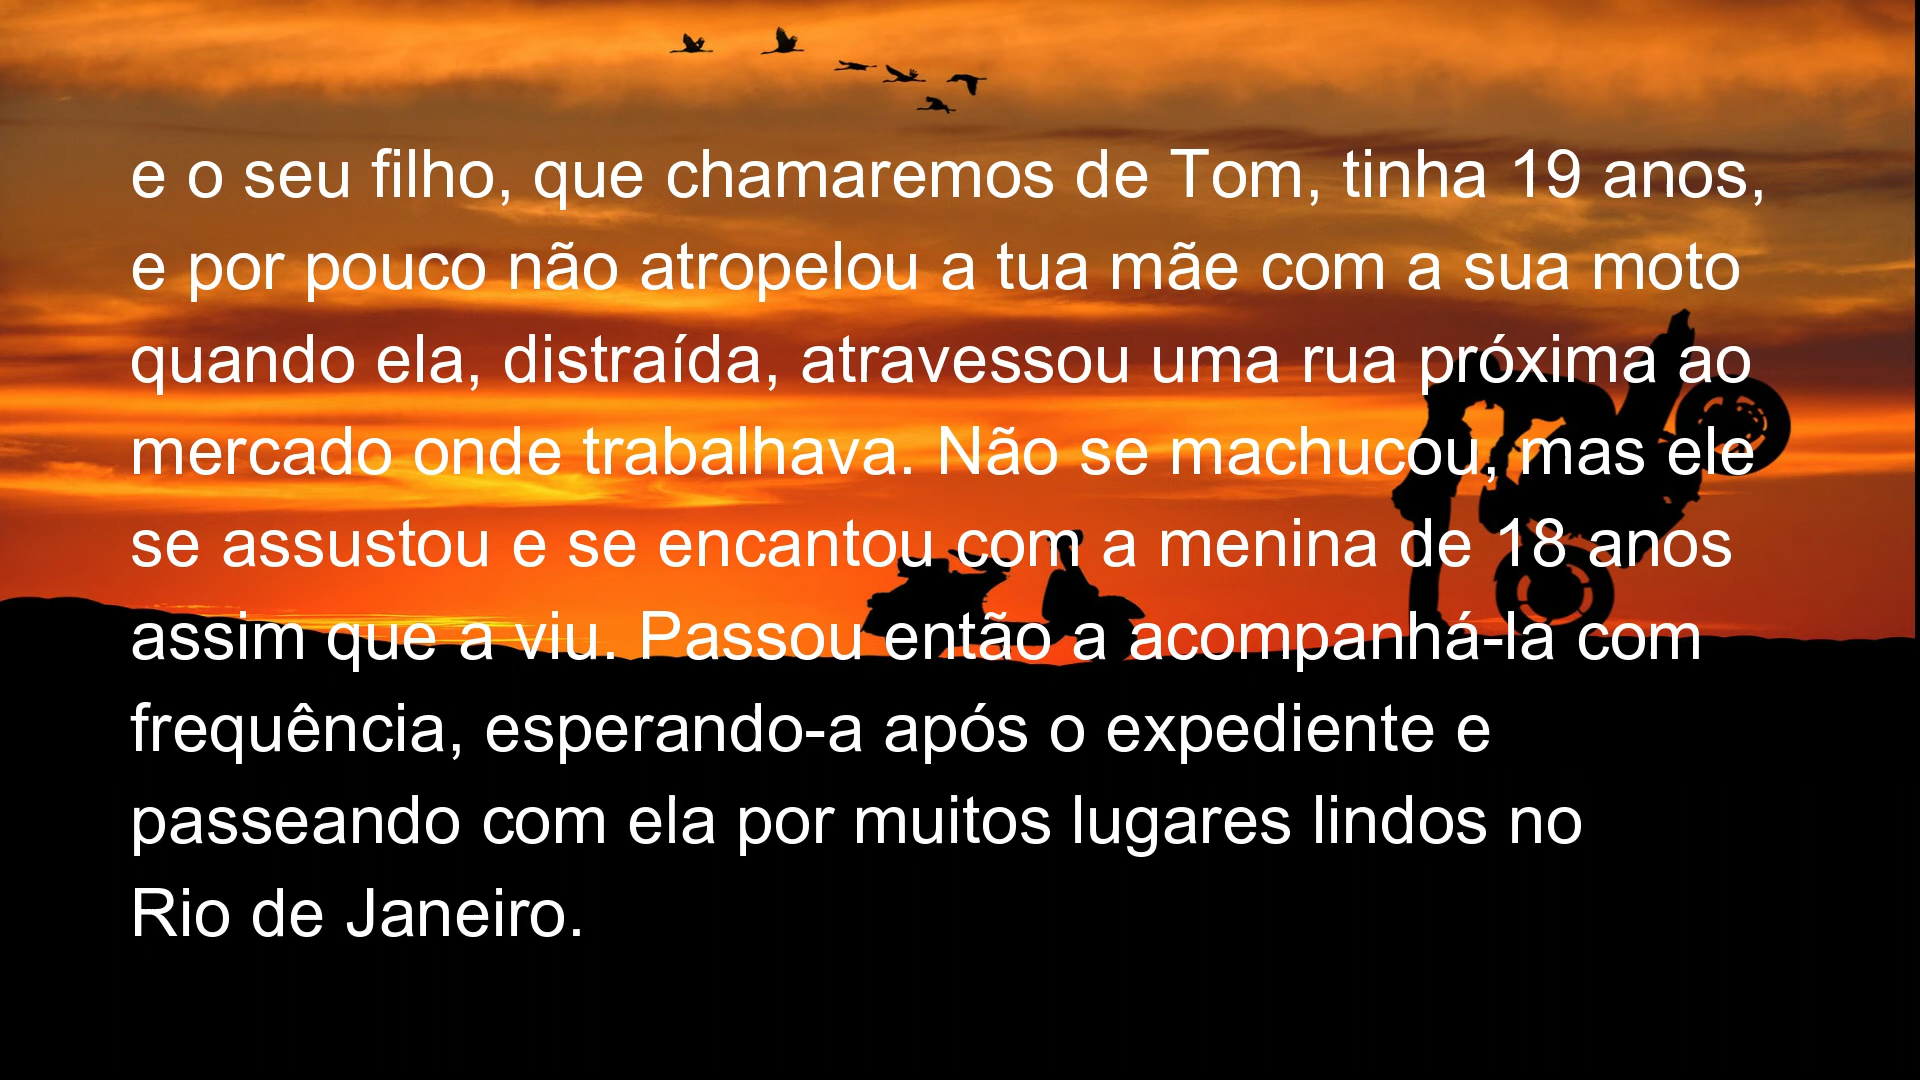 e o seu filho, que chamaremos de Tom, tinha 19 anos,
e por pouco não atropelou a tua mãe com a sua moto
quando ela, distraída, atravessou uma rua próxima ao
mercado onde trabalhava. Não se machucou, mas ele
se assustou e se encantou com a menina de 18 anos
assim que a viu. Passou então a acompanhá-la com
frequência, esperando-a após o expediente e
passeando com ela por muitos lugares lindos no
Rio de Janeiro.